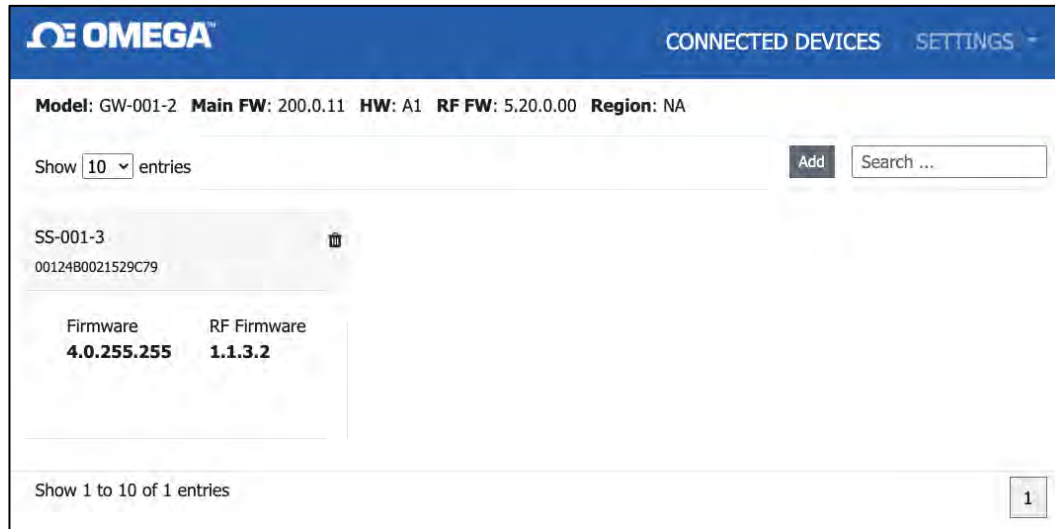 ΩE OMEGA™ CONNECTED DEVICES SETTINGS
Model: GW-001-2 Main FW: 200.0.11 HW: A1 RF FW: 5.20.0.00 Region: NA
Show 10 entries Add Search ...
SS-001-3
00124B0021529C79
Firmware RF Firmware
4.0.255.255 1.1.3.2
Show 1 to 10 of 1 entries 1